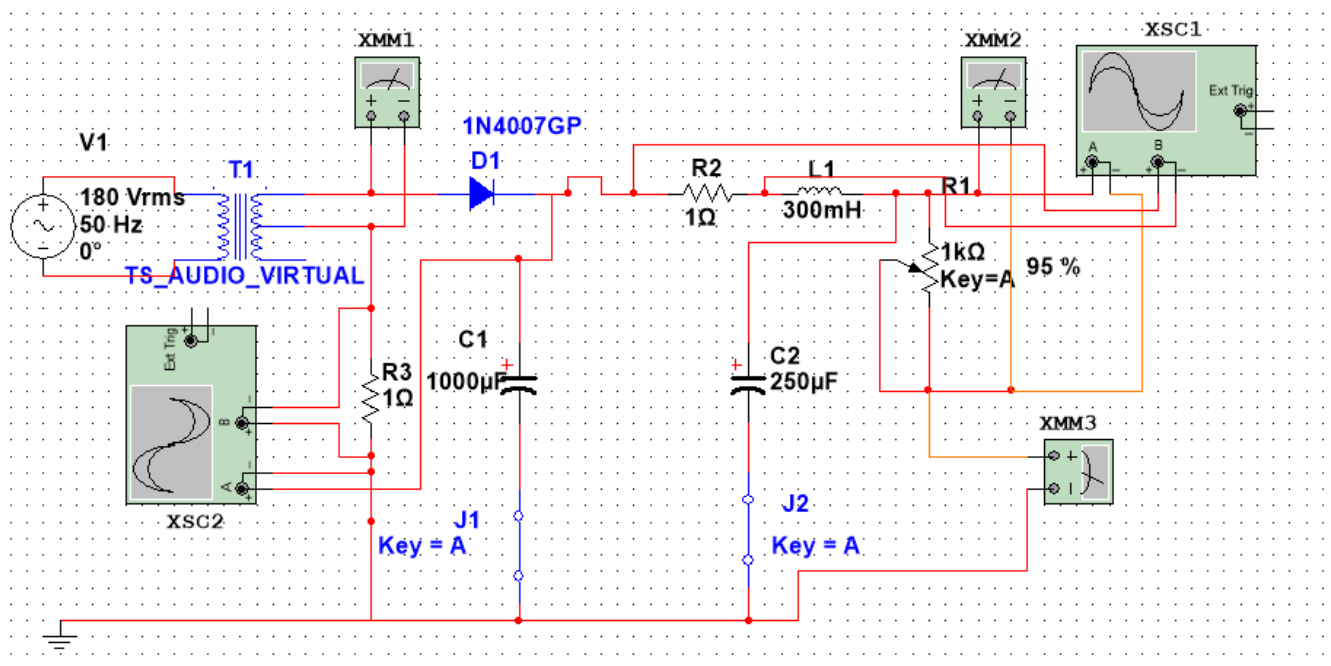 XSC1
XMM1
XMM2
Ext Trig
+
−
+ −
+ −
A
B
+ −
+ −
1N4007GP
D1
V1
T1
180 Vrms
50 Hz
0°
+
−
TS_AUDIO_VIRTUAL
R2
1Ω
L1
300mH
R1
1kΩ
Key=A
95 %
Ext Trig
+
−
C1
+
1000µF
R3
1Ω
C2
+
250µF
B
−
+
A
−
+
XSC2
XMM3
+
−
J1
Key = A
J2
Key = A